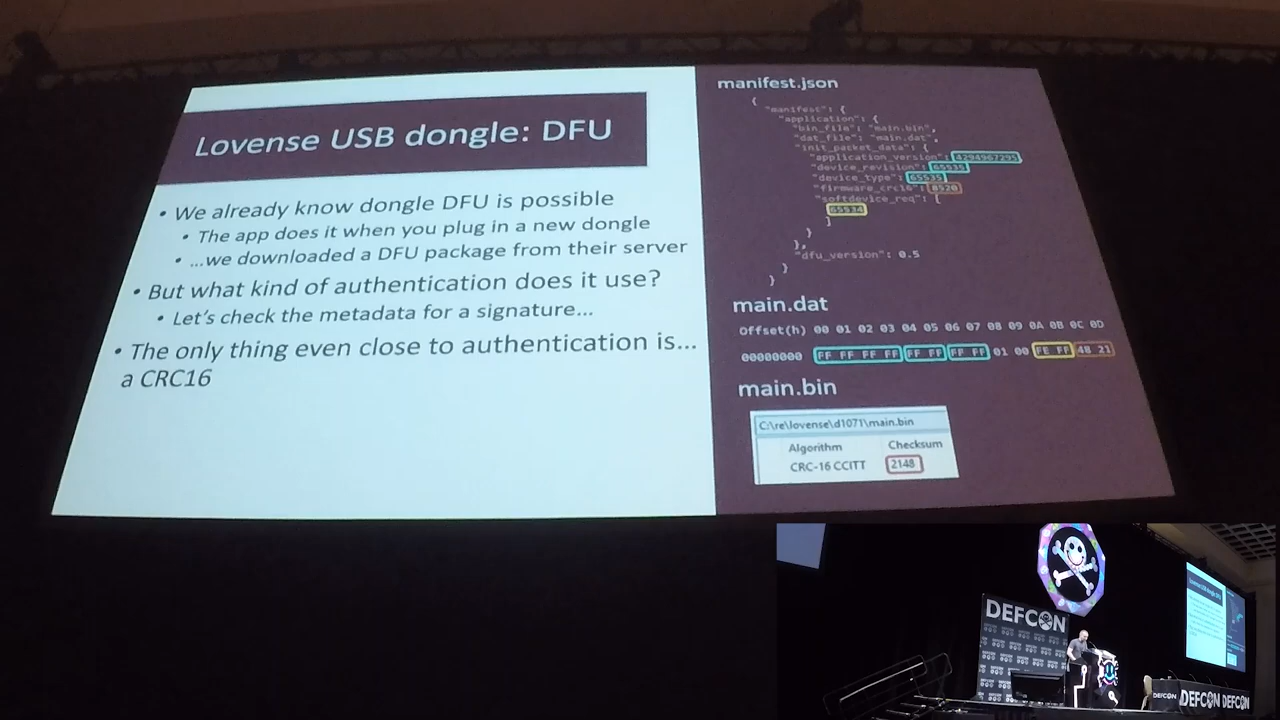 Lovense USB dongle: DFU
• We already know dongle DFU is possible
• The app does it when you plug in a new dongle
• ...we downloaded a DFU package from their server
• But what kind of authentication does it use?
• Let's check the metadata for a signature...
• The only thing even close to authentication is...
a CRC16
manifest.json
{
"manifest": {
"application": {
"bin_file": "main.bin",
"dat_file": "main.dat",
"init_packet_data": {
"application_version": 4294967295,
"device_revision": 65535,
"device_type": 65535,
"firmware_crc16": 8520,
"softdevice_req": [
65534
]
}
},
"dfu_version": 0.5
}
}
main.dat
Offset(h) 00 01 02 03 04 05 06 07 08 09 0A 0B 0C 0D
00000000 FF FF FF FF FF FF FF FF 01 00 FE FF 48 21
main.bin
C:\re\lovense\d1071\main.bin
Algorithm Checksum
CRC-16 CCITT 2148
DEFCON
Lovense USB dongle: DFU
DEFCON DEFCON DEFCON